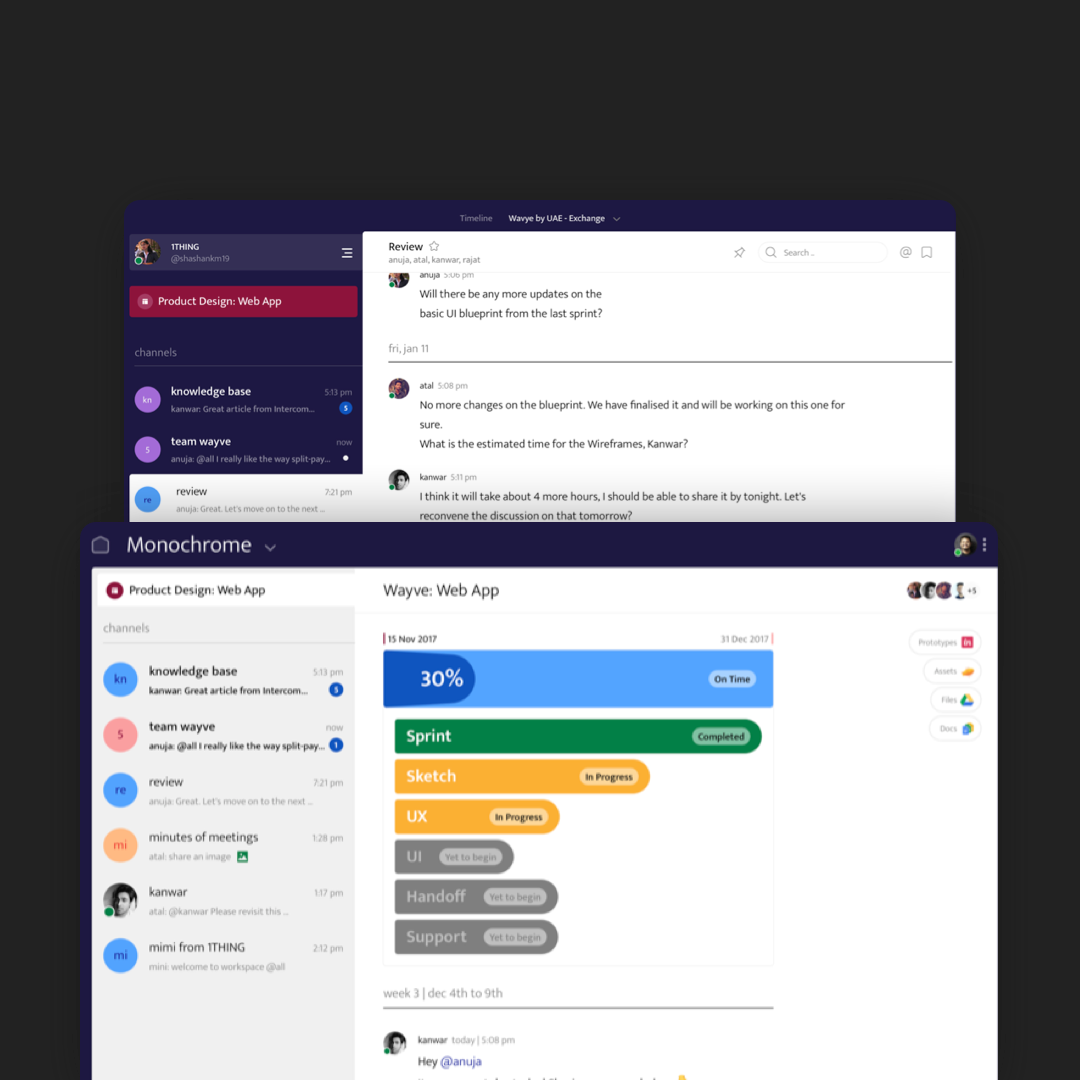 Timeline Wavye by UAE - Exchange
1THING
@shashankm19
Product Design: Web App
channels
kn
knowledge base 5:13 pm
kanwar: Great article from Intercom... 5
5
team wayve now
anuja: @all I really like the way split-pay...
re
review 7:21 pm
anuja: Great. Let's move on to the next ...
Review
anuja, atal, kanwar, rajat
Search ..
@
anuja 5:06 pm
Will there be any more updates on the
basic UI blueprint from the last sprint?
fri, jan 11
atal 5:08 pm
No more changes on the blueprint. We have finalised it and will be working on this one for
sure.
What is the estimated time for the Wireframes, Kanwar?
kanwar 5:11 pm
I think it will take about 4 more hours, I should be able to share it by tonight. Let's
reconvene the discussion on that tomorrow?
Monochrome
Product Design: Web App
channels
kn
knowledge base 5:13 pm
kanwar: Great article from Intercom... 5
5
team wayve now
anuja: @all I really like the way split-pay... 1
re
review 7:21 pm
anuja: Great. Let's move on to the next ...
mi
minutes of meetings 1:28 pm
atal: share an image
kanwar 1:17 pm
atal: @kanwar Please revisit this ...
mi
mimi from 1THING 2:12 pm
mini: welcome to workspace @all
Wayve: Web App
+5
15 Nov 2017 31 Dec 2017
30% On Time
Sprint Completed
Sketch In Progress
UX In Progress
UI Yet to begin
Handoff Yet to begin
Support Yet to begin
Prototypes in
Assets
Files
Docs
week 3 | dec 4th to 9th
kanwar today | 5:08 pm
Hey @anuja